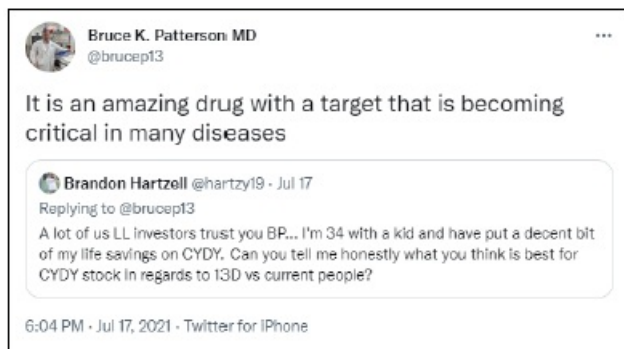 Bruce K. Patterson MD
@brucep13
It is an amazing drug with a target that is becoming
critical in many diseases
Brandon Hartzell @hartzy19 · Jul 17
Replying to @brucep13
A lot of us LL investors trust you BP... I'm 34 with a kid and have put a decent bit
of my life savings on CYDY. Can you tell me honestly what you think is best for
CYDY stock in regards to 13D vs current people?
6:04 PM · Jul 17, 2021 · Twitter for iPhone